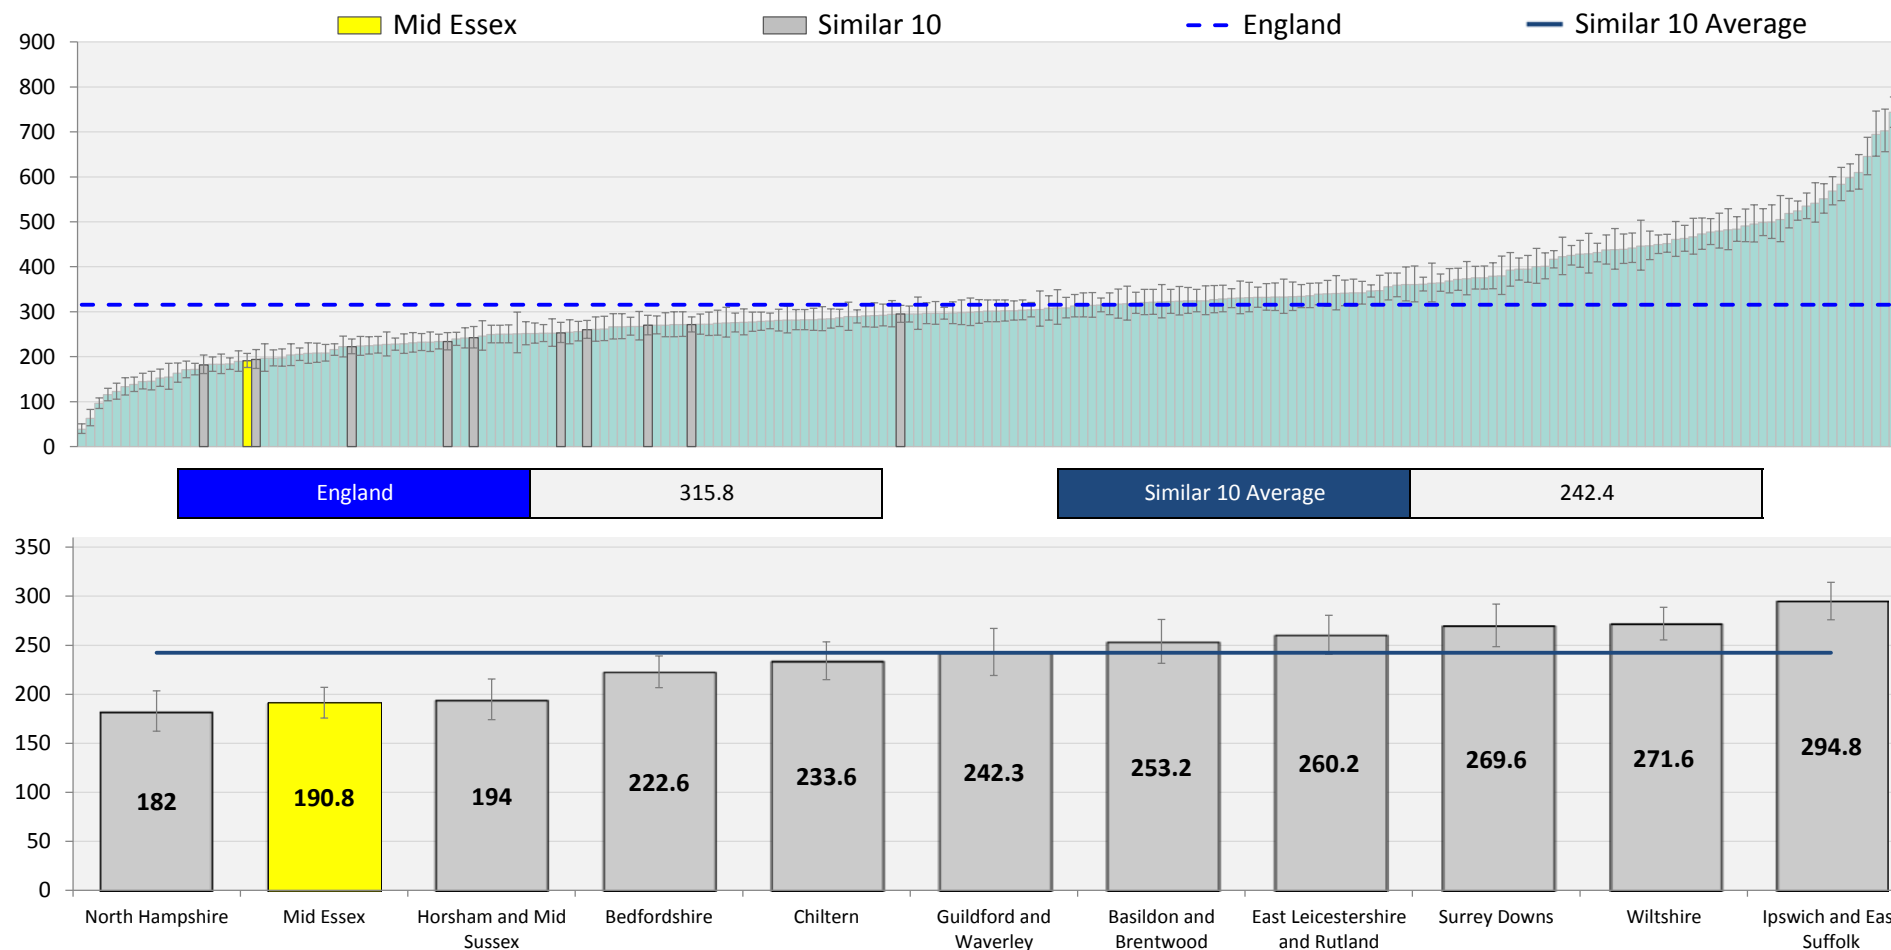 Mid Essex
Similar 10
England
Similar 10 Average
900
800
700
600
500
400
300
200
100
0
England
315.8
Similar 10 Average
242.4
350
300
250
200
150
100
50
0
182
190.8
194
222.6
233.6
242.3
253.2
260.2
269.6
271.6
294.8
North Hampshire
Mid Essex
Horsham and Mid
Sussex
Bedfordshire
Chiltern
Guildford and
Waverley
Basildon and
Brentwood
East Leicestershire
and Rutland
Surrey Downs
Wiltshire
Ipswich and Eas
Suffolk